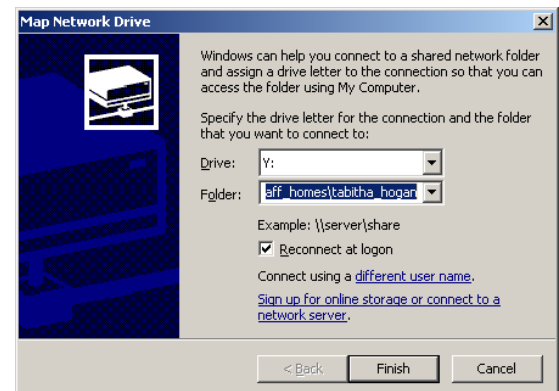 Map Network Drive
Windows can help you connect to a shared network folder
and assign a drive letter to the connection so that you can
access the folder using My Computer.
Specify the drive letter for the connection and the folder
that you want to connect to:
Drive: Y:
Folder: aff_homes\tabitha_hogan
Example: \\server\share
Reconnect at logon
Connect using a different user name.
Sign up for online storage or connect to a
network server.
< Back Finish Cancel